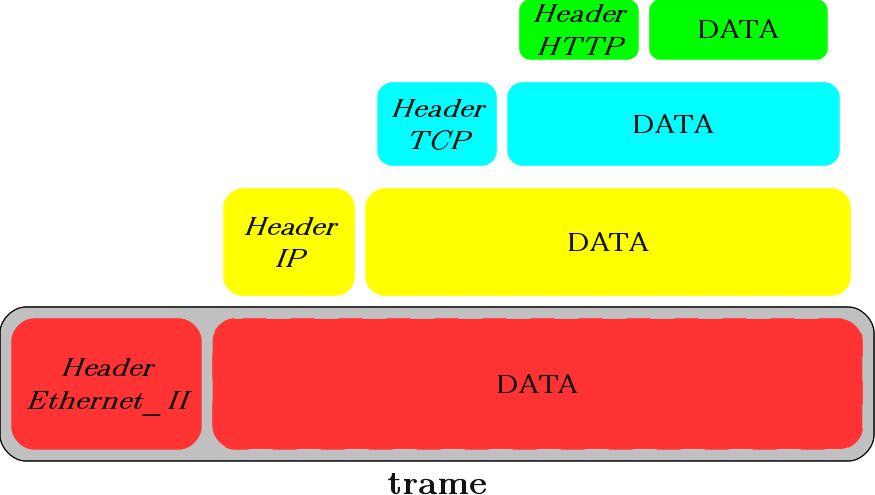 Header
HTTP
DATA
Header
TCP
DATA
Header
IP
DATA
Header
Ethernet_II
DATA
trame